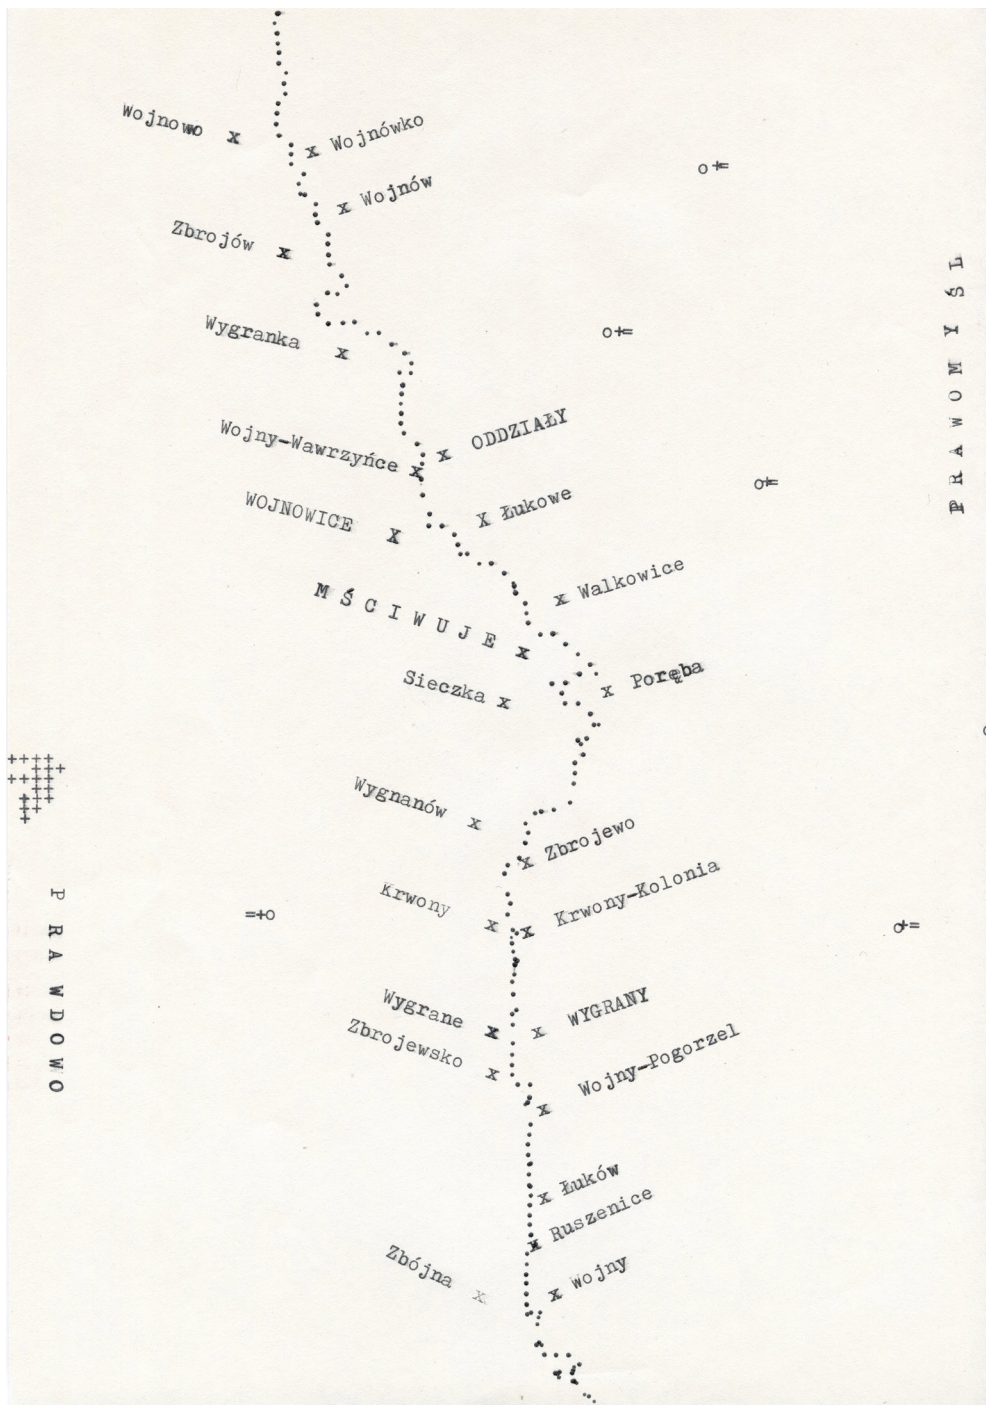 Wojnowo x
x Wojnówko
o+=
x Wojnów
Zbrojów x
PRAWOMYŚL
Wygranka x
o+=
ODDZIAŁY
x
Wojny-Wawrzyńce x
o+=
WOJNOWICE x
x Łukowe
x Walkowice
MŚCIWUJE x
Sieczka x
x Poręba
Wygnanów x
x Zbrojewo
PRAWDOWO
Krwony x
x Krwony-Kolonia
=+o
o+=
Wygrane x
x WYGRANY
Zbrojewsko x
Wojny-Pogorzel
x
x Łuków
x Ruszenice
Zbójna x
x Wojny